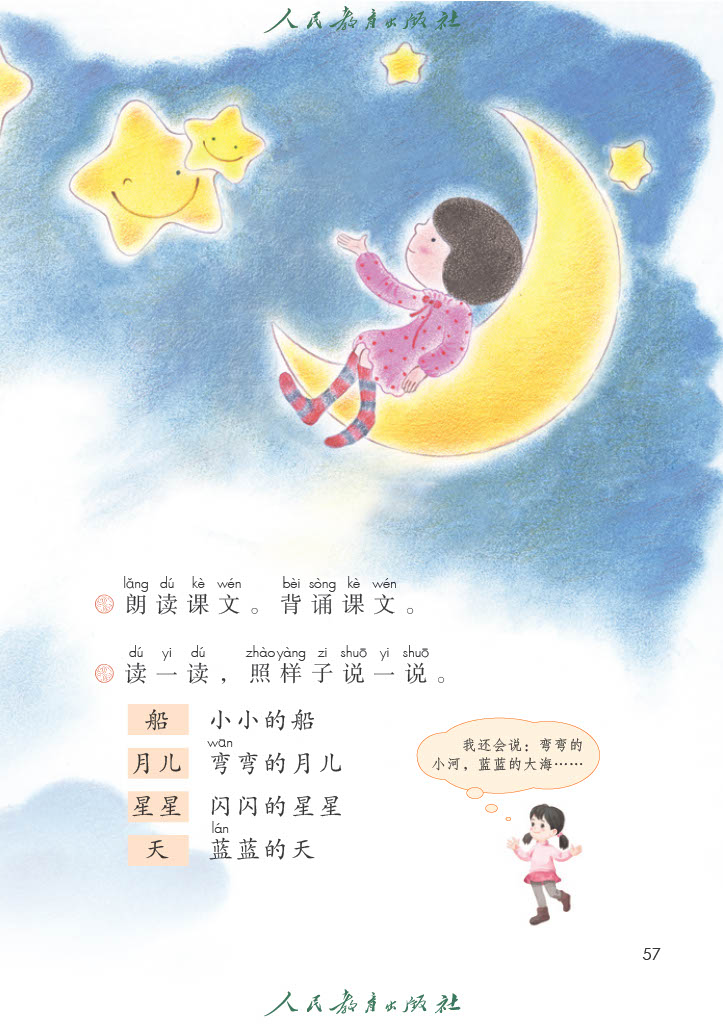 人民教育出版社
lǎng dú kè wén bèi sòng kè wén
朗读课文。背诵课文。
dú yi dú zhào yàng zi shuō yi shuō
读一读，照样子说一说。
船 小小的船
wān
月儿 弯弯的月儿
星星 闪闪的星星
lán
天 蓝蓝的天
我还会说：弯弯的
小河，蓝蓝的大海……
57
人民教育出版社